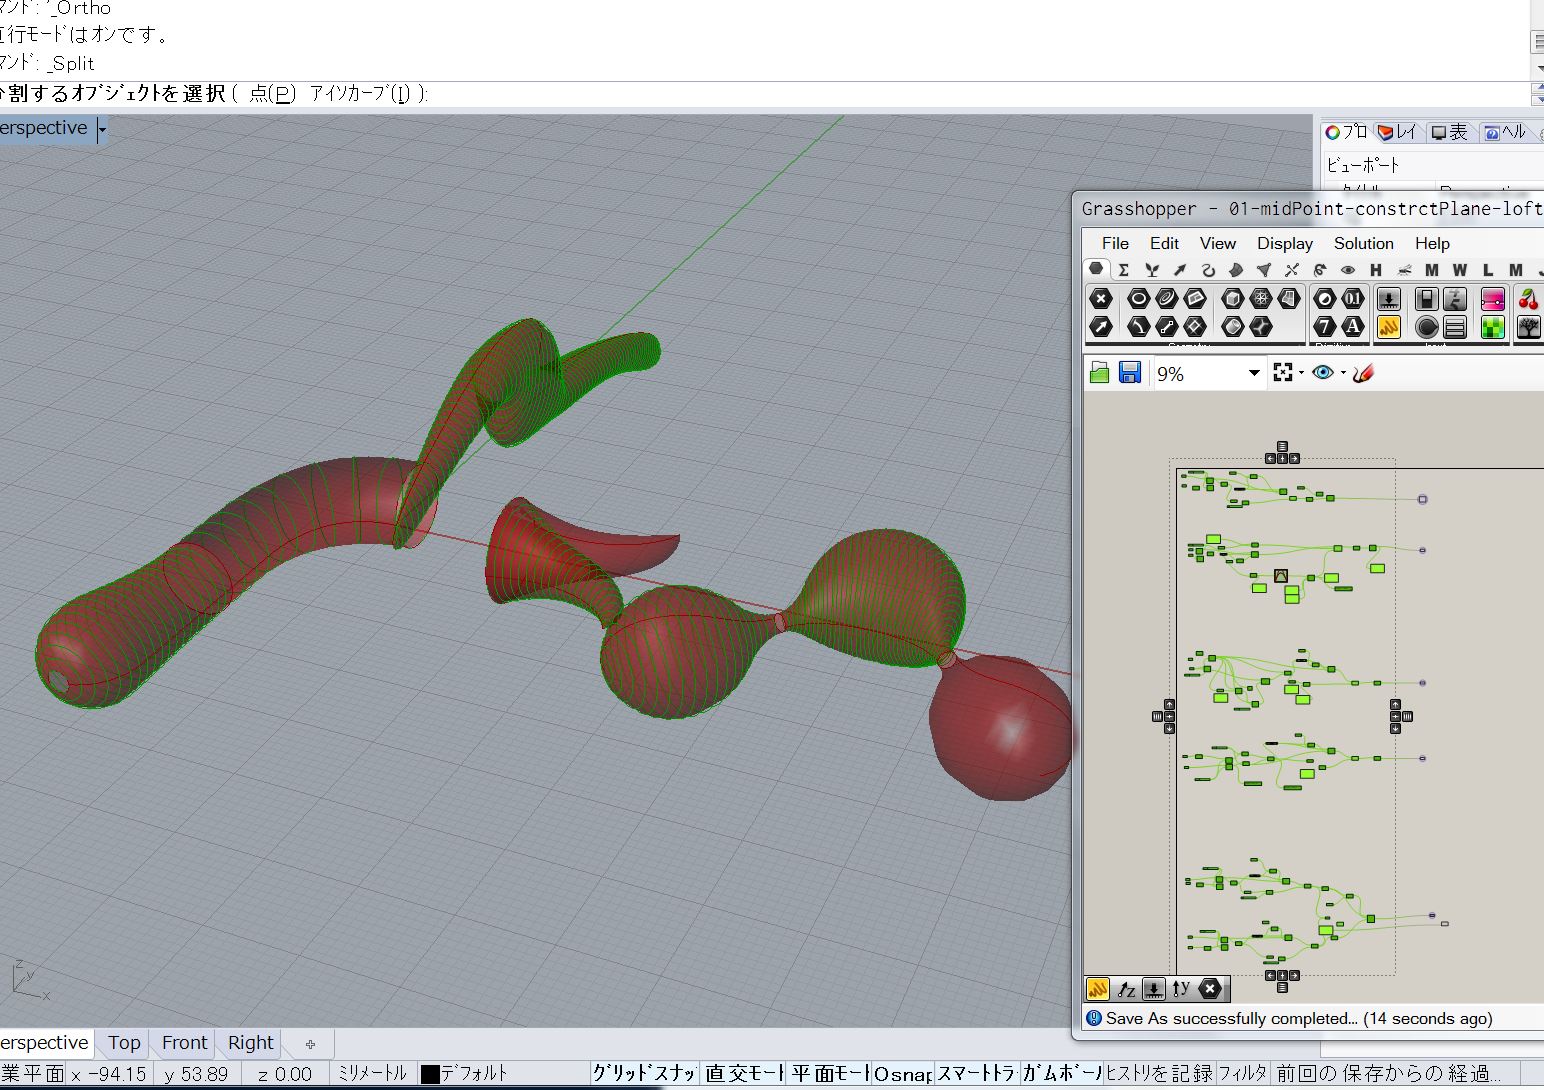 マンド: '_Ortho
直行モードはオンです。
マンド: _Split
分割するオブジェクトを選択 ( 点(P) アイソカーブ(I) ):
erspective
プロ レイ 表 ヘル
ビューポート
Grasshopper - 01-midPoint-constrctPlane-loft
File Edit View Display Solution Help
Σ H M W L M
01
7 A
9%
z y
Save As successfully completed... (14 seconds ago)
z
y
x
erspective Top Front Right
業平面 x -94.15 y 53.89 z 0.00 ミリメートル デフォルト グリッドスナッ 直交モート 平面モート Osnap スマートトラ ガムボール ヒストリを記録 フィルタ 前回の保存からの経過...